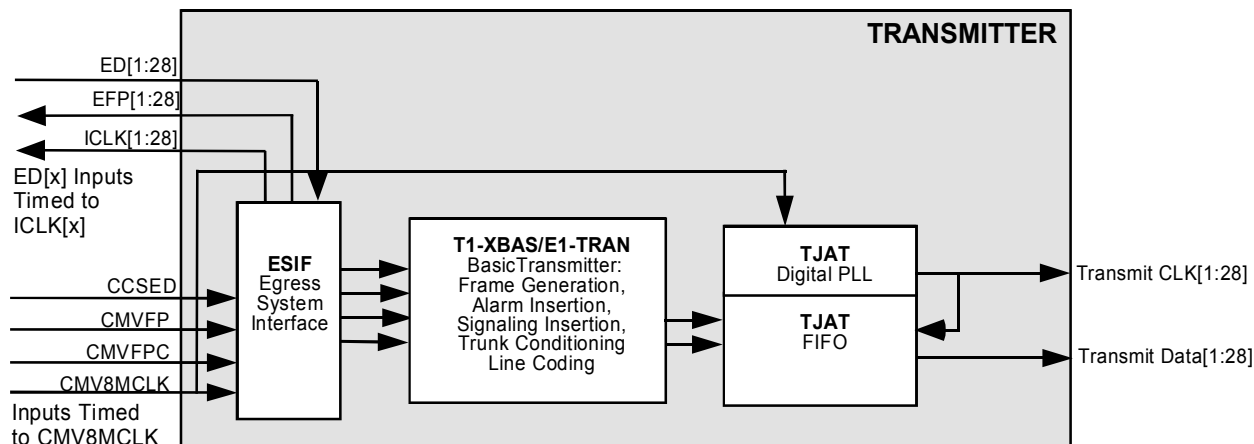 TRANSMITTER
ED[1:28]
EFP[1:28]
ICLK[1:28]
ED[x] Inputs
Timed to
ICLK[x]
CCSED
CMVFP
CMVFPC
CMV8MCLK
Inputs Timed
to CMV8MCLK
ESIF
Egress
System
Interface
T1-XBAS/E1-TRAN
BasicTransmitter:
Frame Generation,
Alarm Insertion,
Signaling Insertion,
Trunk Conditioning
Line Coding
TJAT
Digital PLL
TJAT
FIFO
Transmit CLK[1:28]
Transmit Data[1:28]